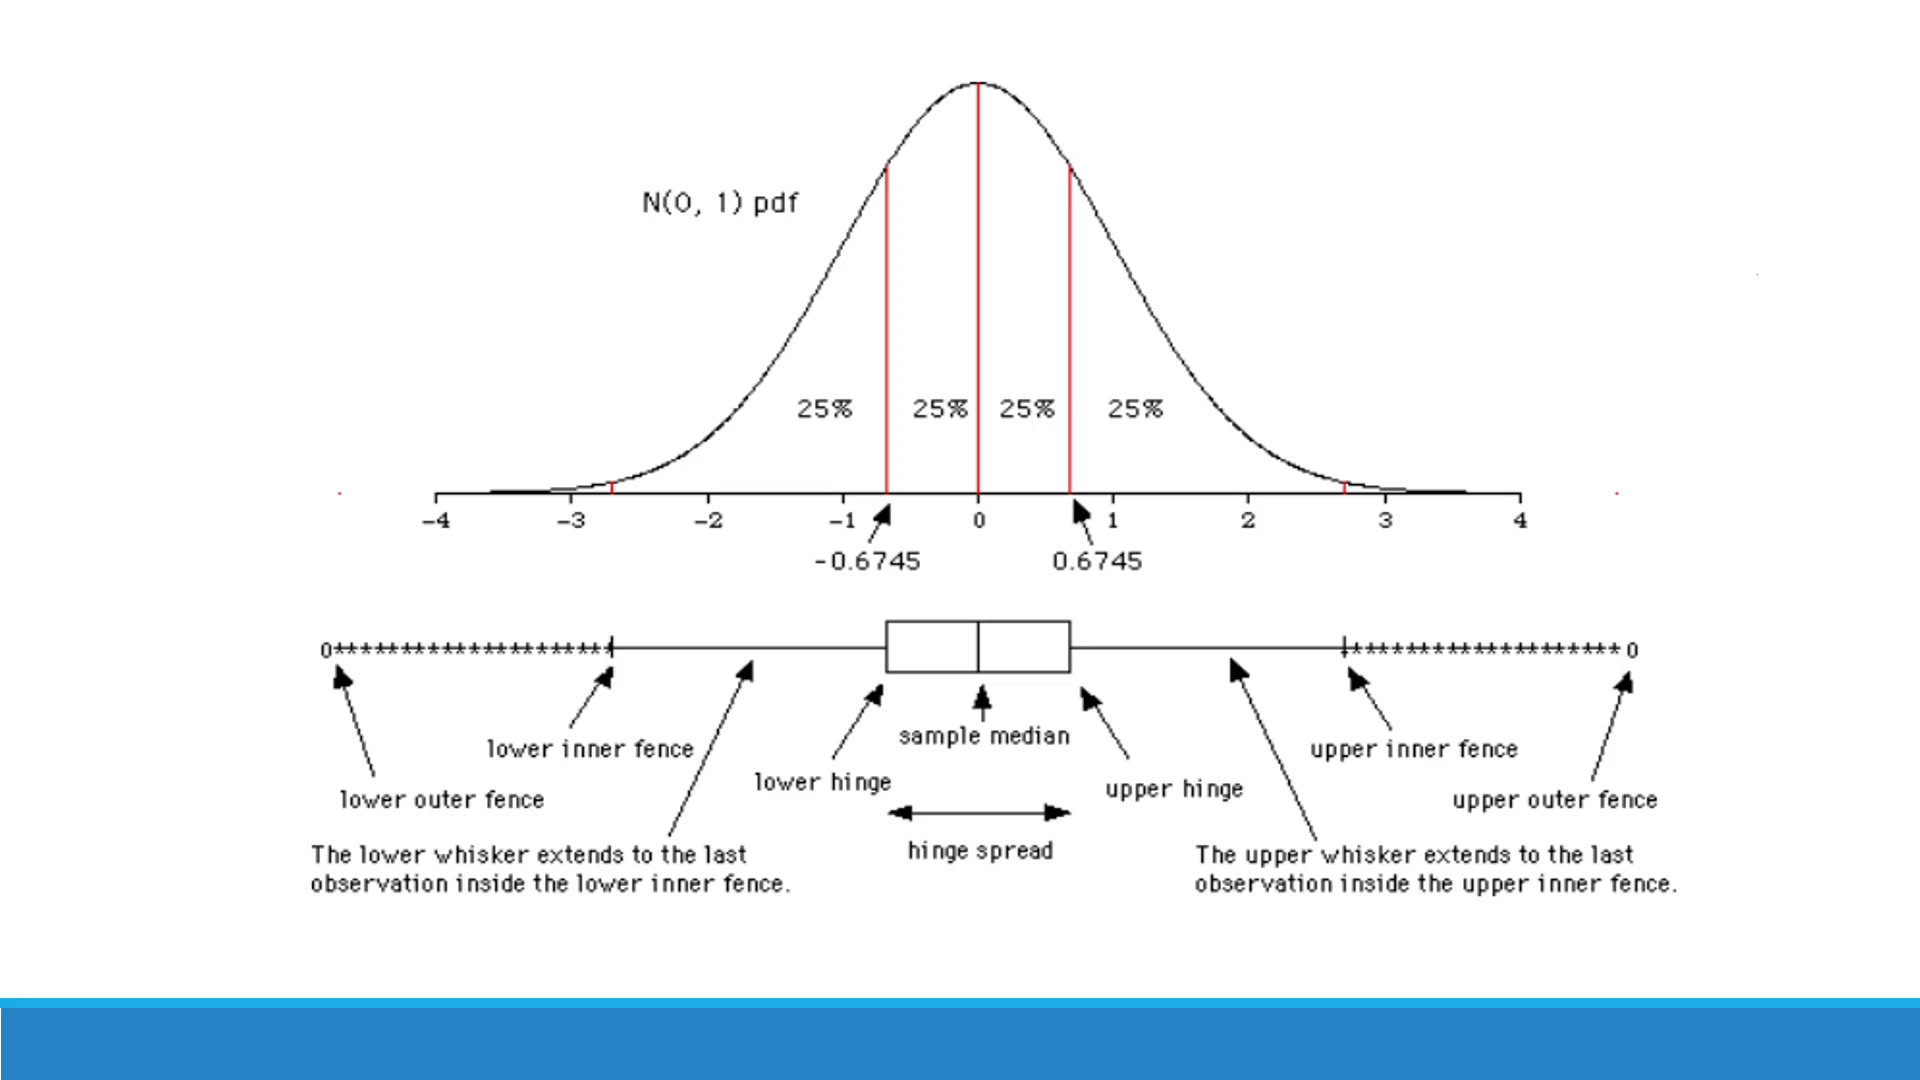 N(0, 1) pdf
25% 25% 25% 25%
-4 -3 -2 -1 0 1 2 3 4
-0.6745 0.6745
0******************** ******************** 0
sample median
lower inner fence upper inner fence
lower hinge upper hinge
lower outer fence upper outer fence
hinge spread
The lower whisker extends to the last
observation inside the lower inner fence.
The upper whisker extends to the last
observation inside the upper inner fence.